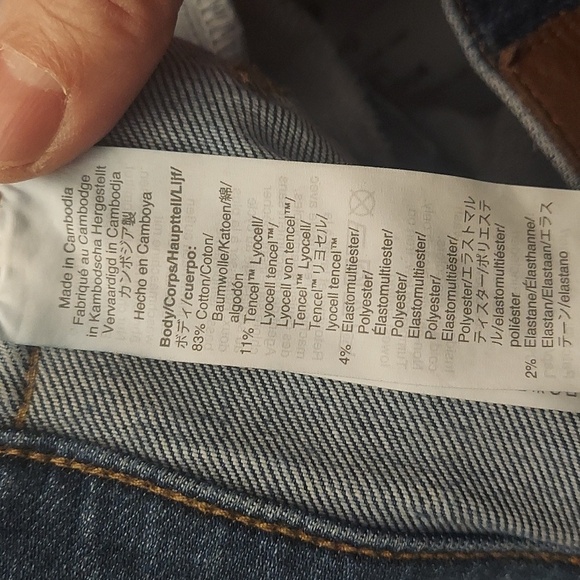 Made in Cambodia
Fabriqué au Cambodge
in Kambodscha Hergestellt
Vervaardigd in Cambodja
カンボジア製
Hecho en Camboya
Body/Corps/Hauptteil/Lijf/
ボディ/cuerpo:
83% Cotton/Coton/
Baumwolle/Katoen/綿/
algodón
11% Tencel™ Lyocell/
Lyocell tencel™/
Lyocell von tencel™/
Tencel™ Lyocell/
Tencel™ リヨセル/
lyocell tencel™
4% Elastomultiester/
Polyester/
Élastomultiester/
Polyester/
Elastomultiester/
Polyester/
Elastomultiëster/
Polyester/エラストマル
ティスター/ポリエステ
ル/elastomultiéster/
poliéster
2% Elastane/Élasthanne/
Elastan/Elastaan/エラス
テーン/elastano